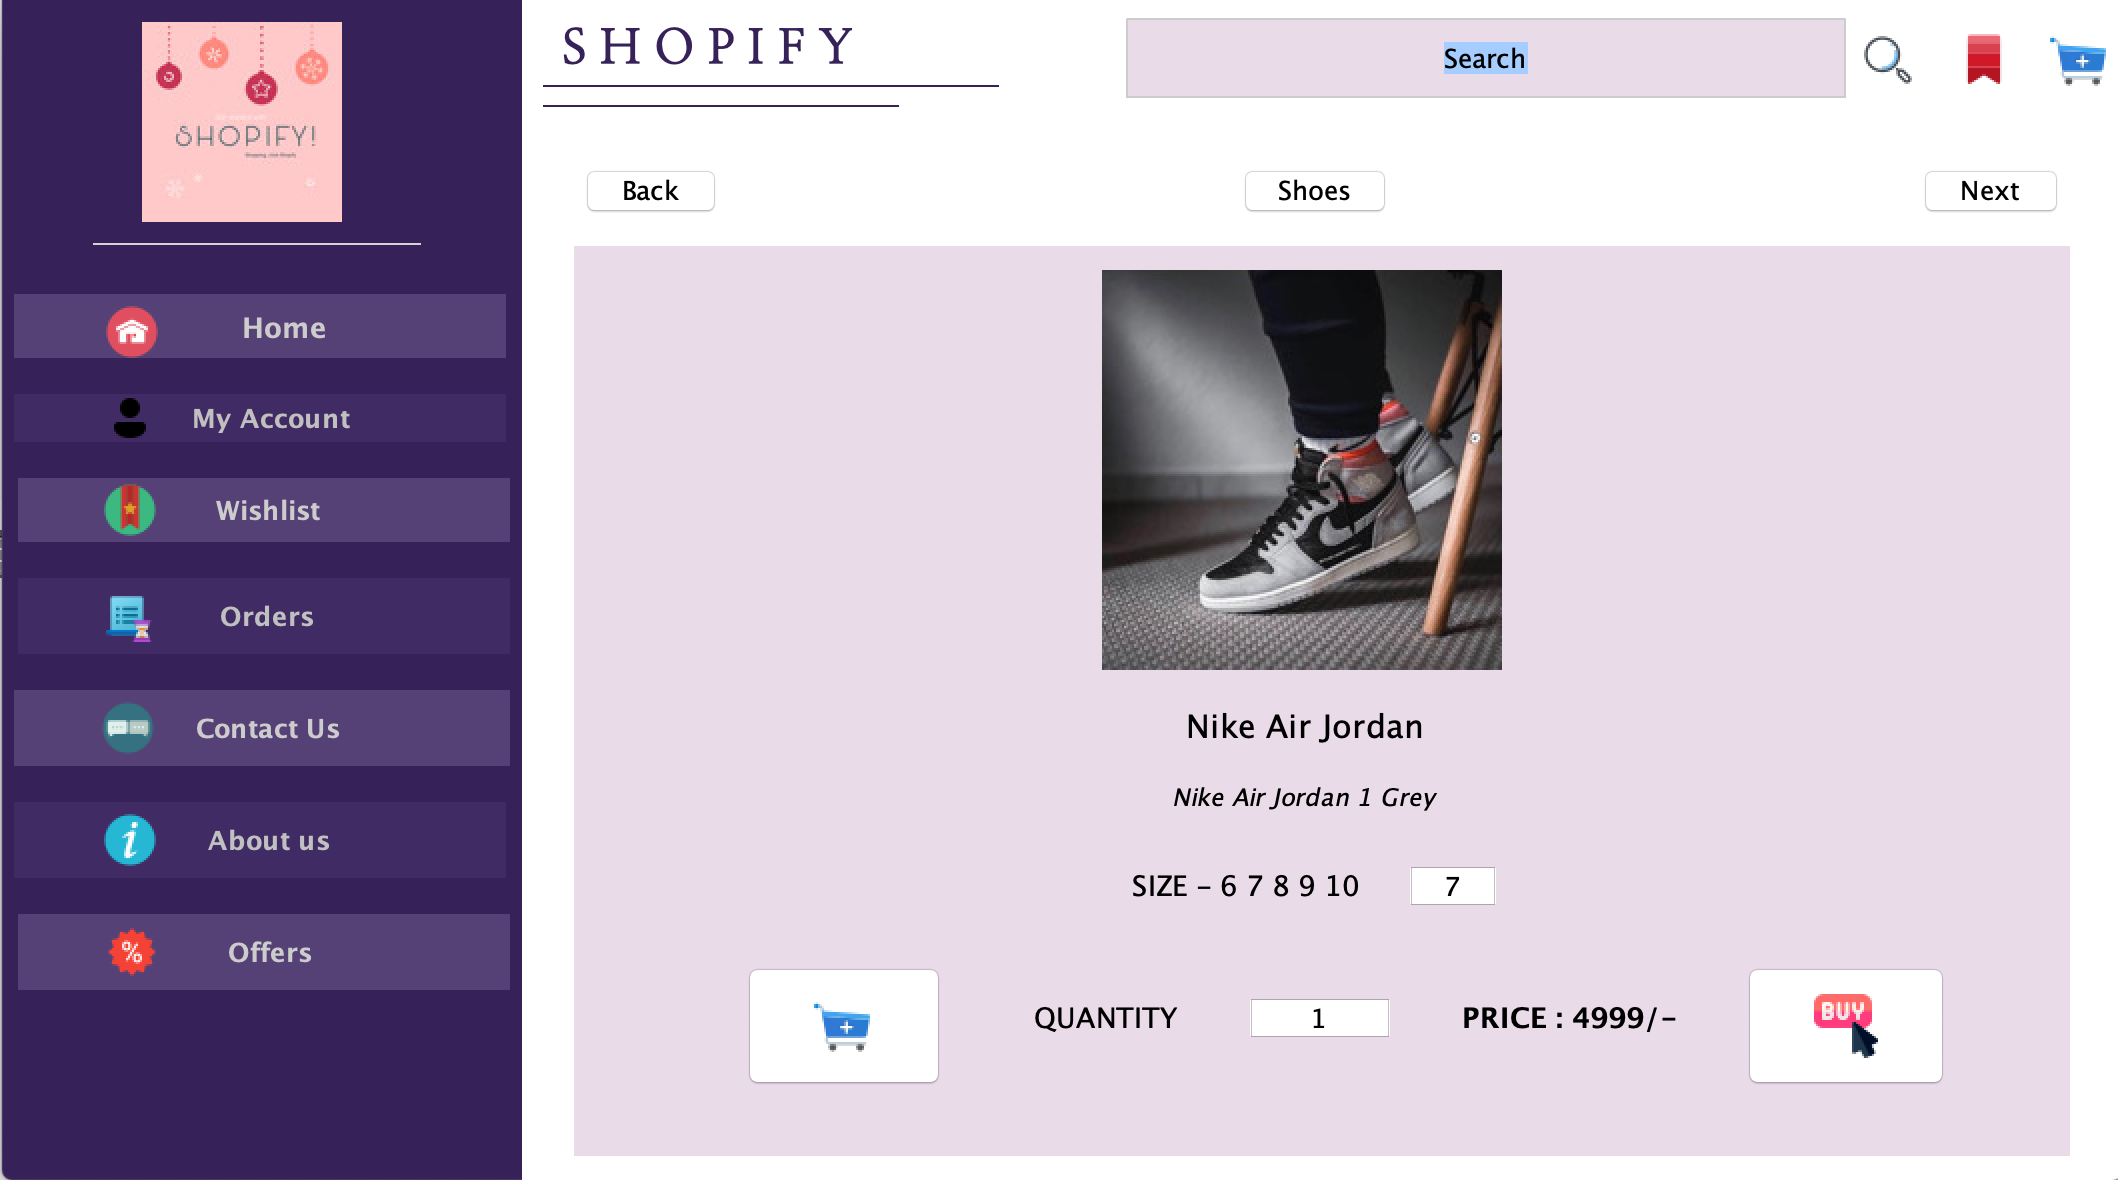 SHOPIFY!
Home
My Account
Wishlist
Orders
Contact Us
About us
Offers
SHOPIFY
Search
Back
Shoes
Next
Nike Air Jordan
Nike Air Jordan 1 Grey
SIZE – 6 7 8 9 10 7
QUANTITY 1 PRICE : 4999/–
BUY